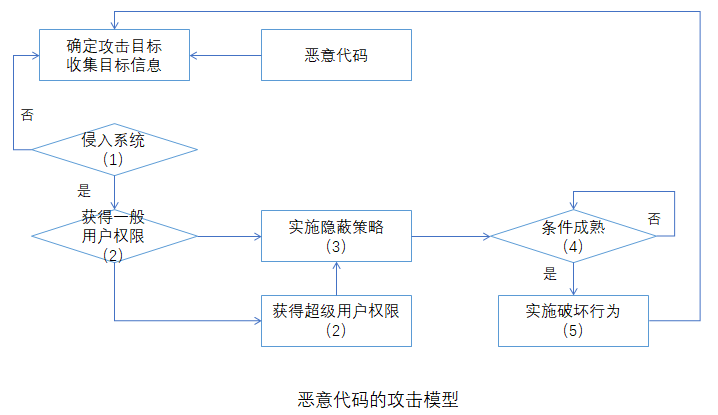 确定攻击目标
收集目标信息
恶意代码
否
侵入系统
（1）
是
获得一般
用户权限
（2）
实施隐蔽策略
（3）
条件成熟
（4）
否
是
获得超级用户权限
（2）
实施破坏行为
（5）
恶意代码的攻击模型